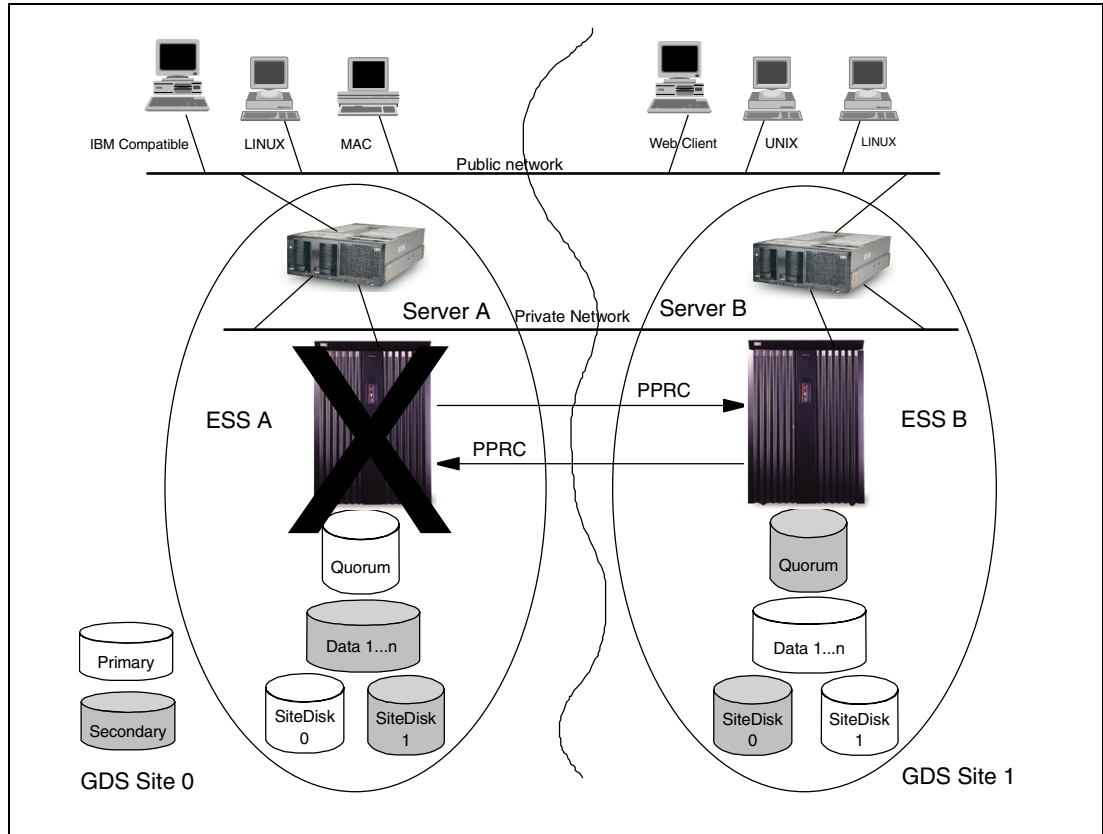 IBM Compatible
LINUX
MAC
Web Client
UNIX
LINUX
Public network
Server A
Private Network
Server B
ESS A
PPRC
ESS B
PPRC
Quorum
Quorum
Primary
Data 1...n
Data 1...n
Secondary
SiteDisk
0
SiteDisk
1
SiteDisk
0
SiteDisk
1
GDS Site 0
GDS Site 1